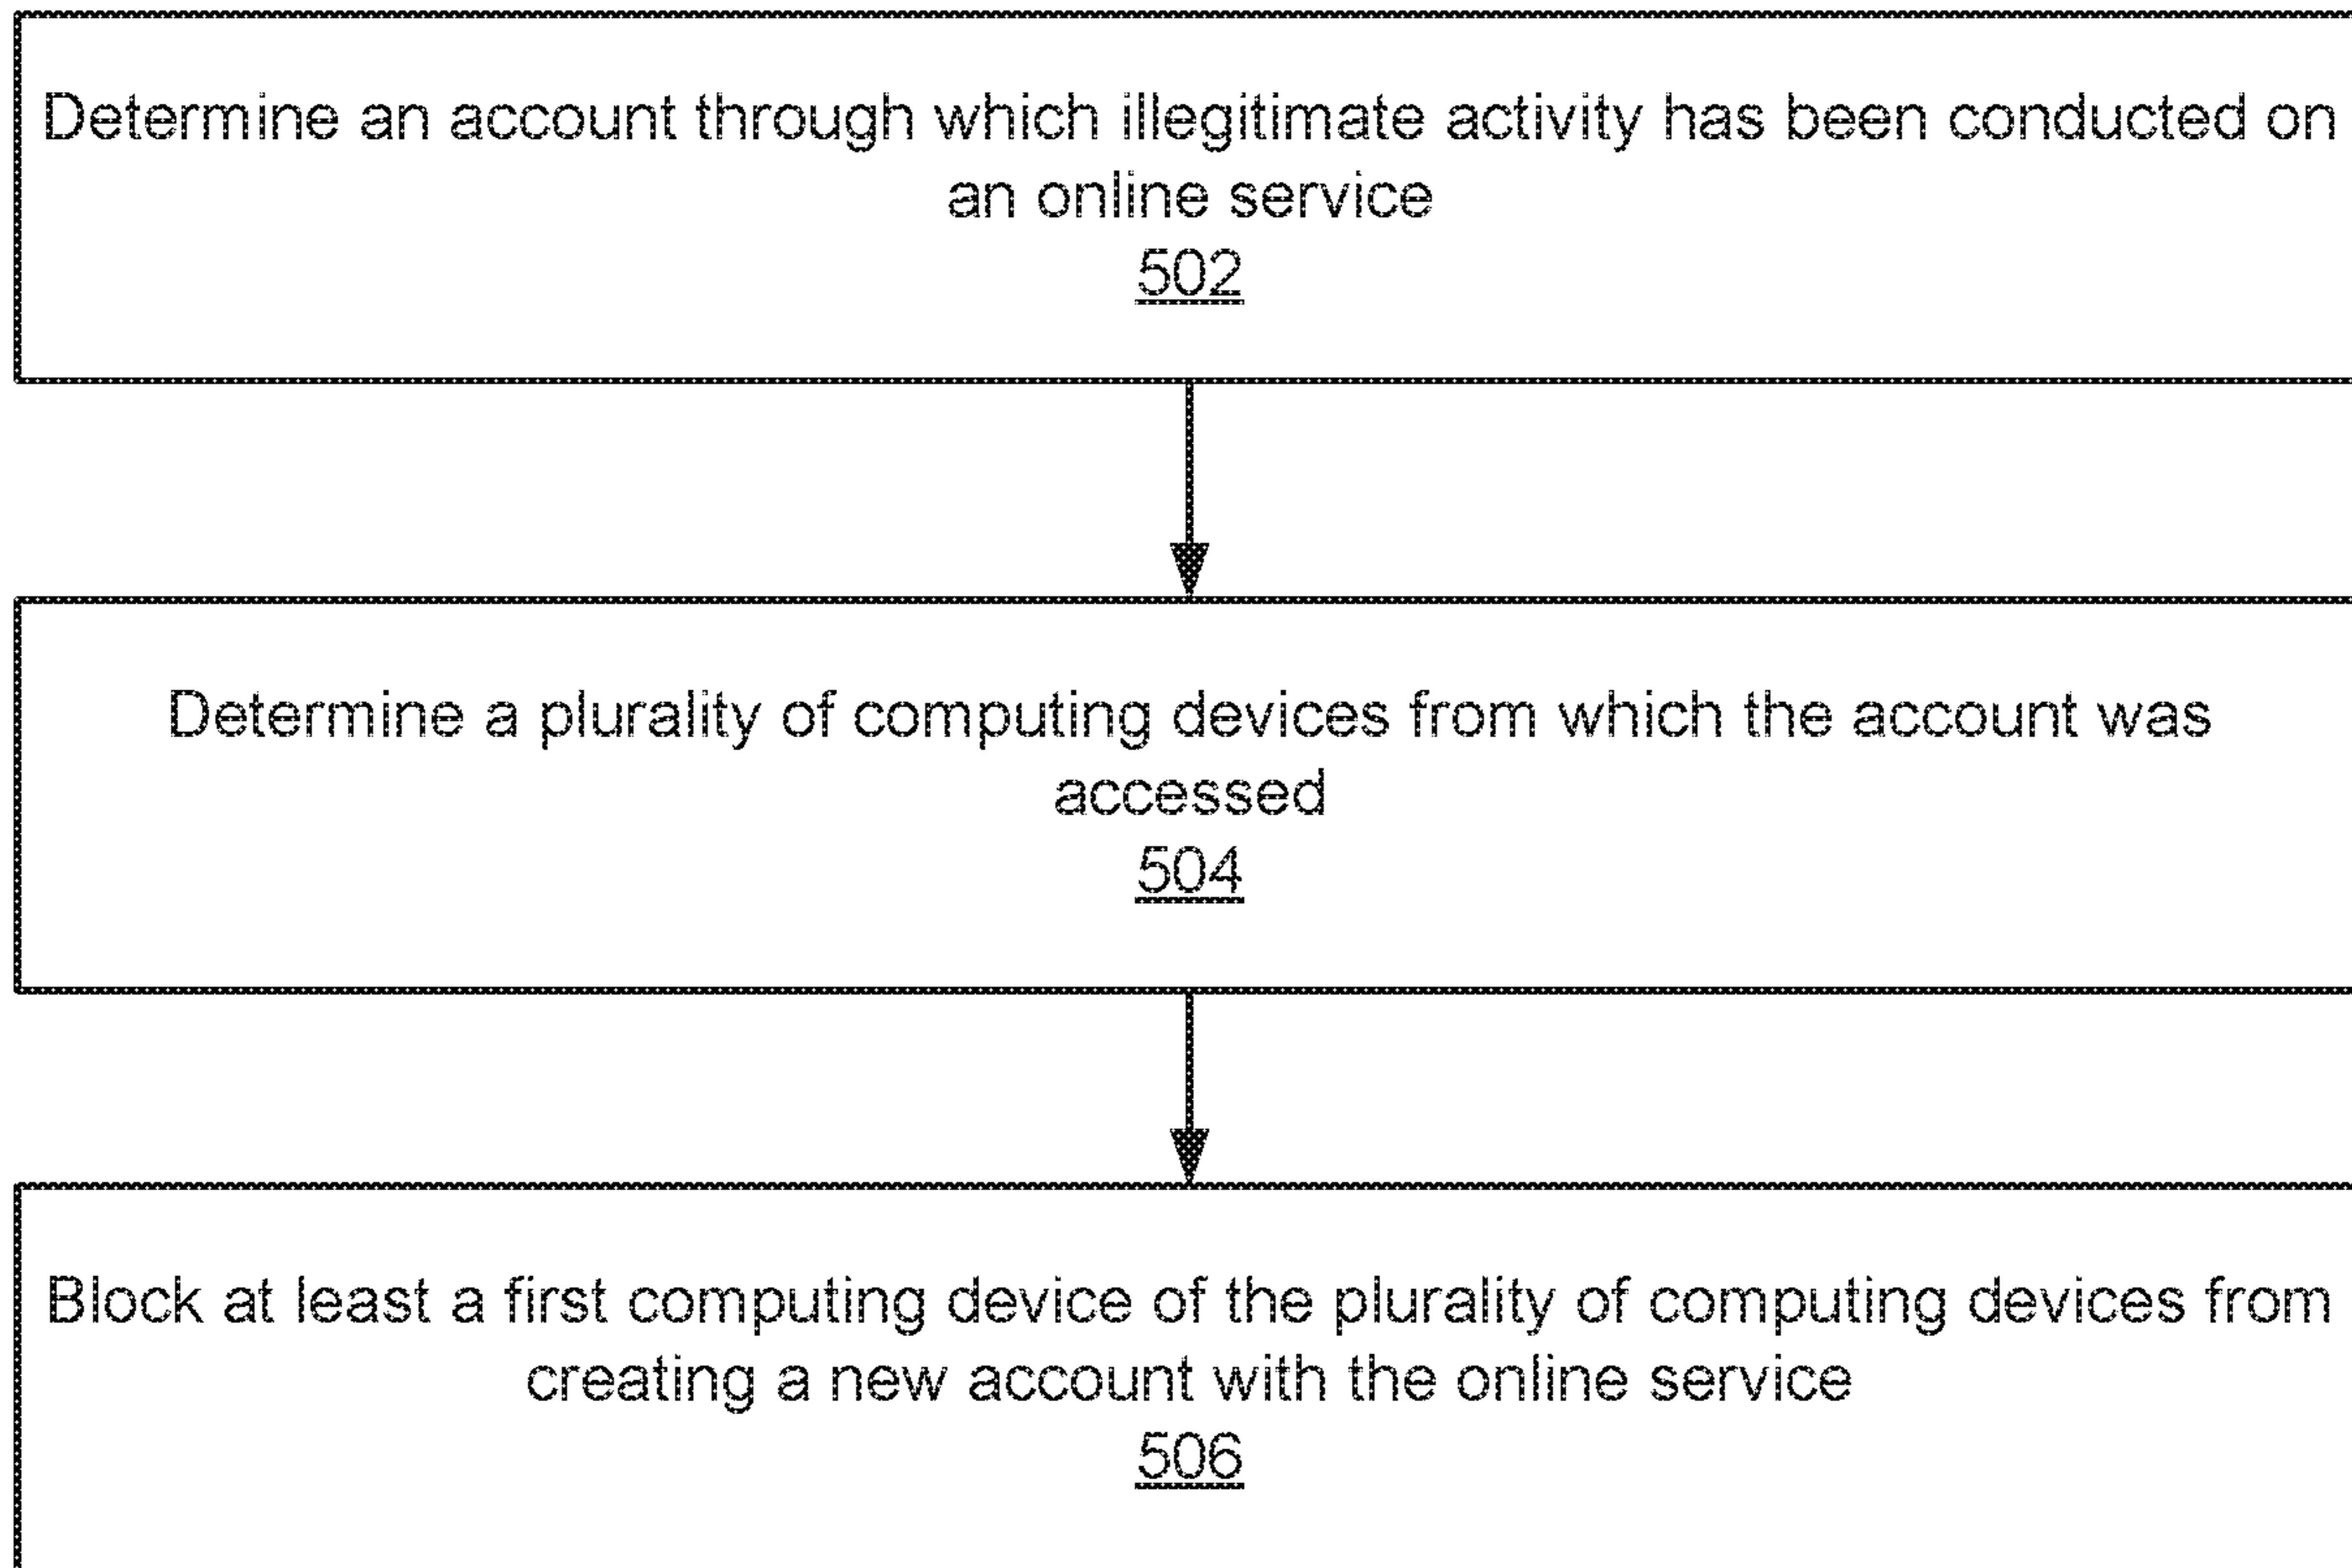 Determine an account through which illegitimate activity has been conducted on
an online service
502
Determine a plurality of computing devices from which the account was
accessed
504
Block at least a first computing device of the plurality of computing devices from
creating a new account with the online service
506